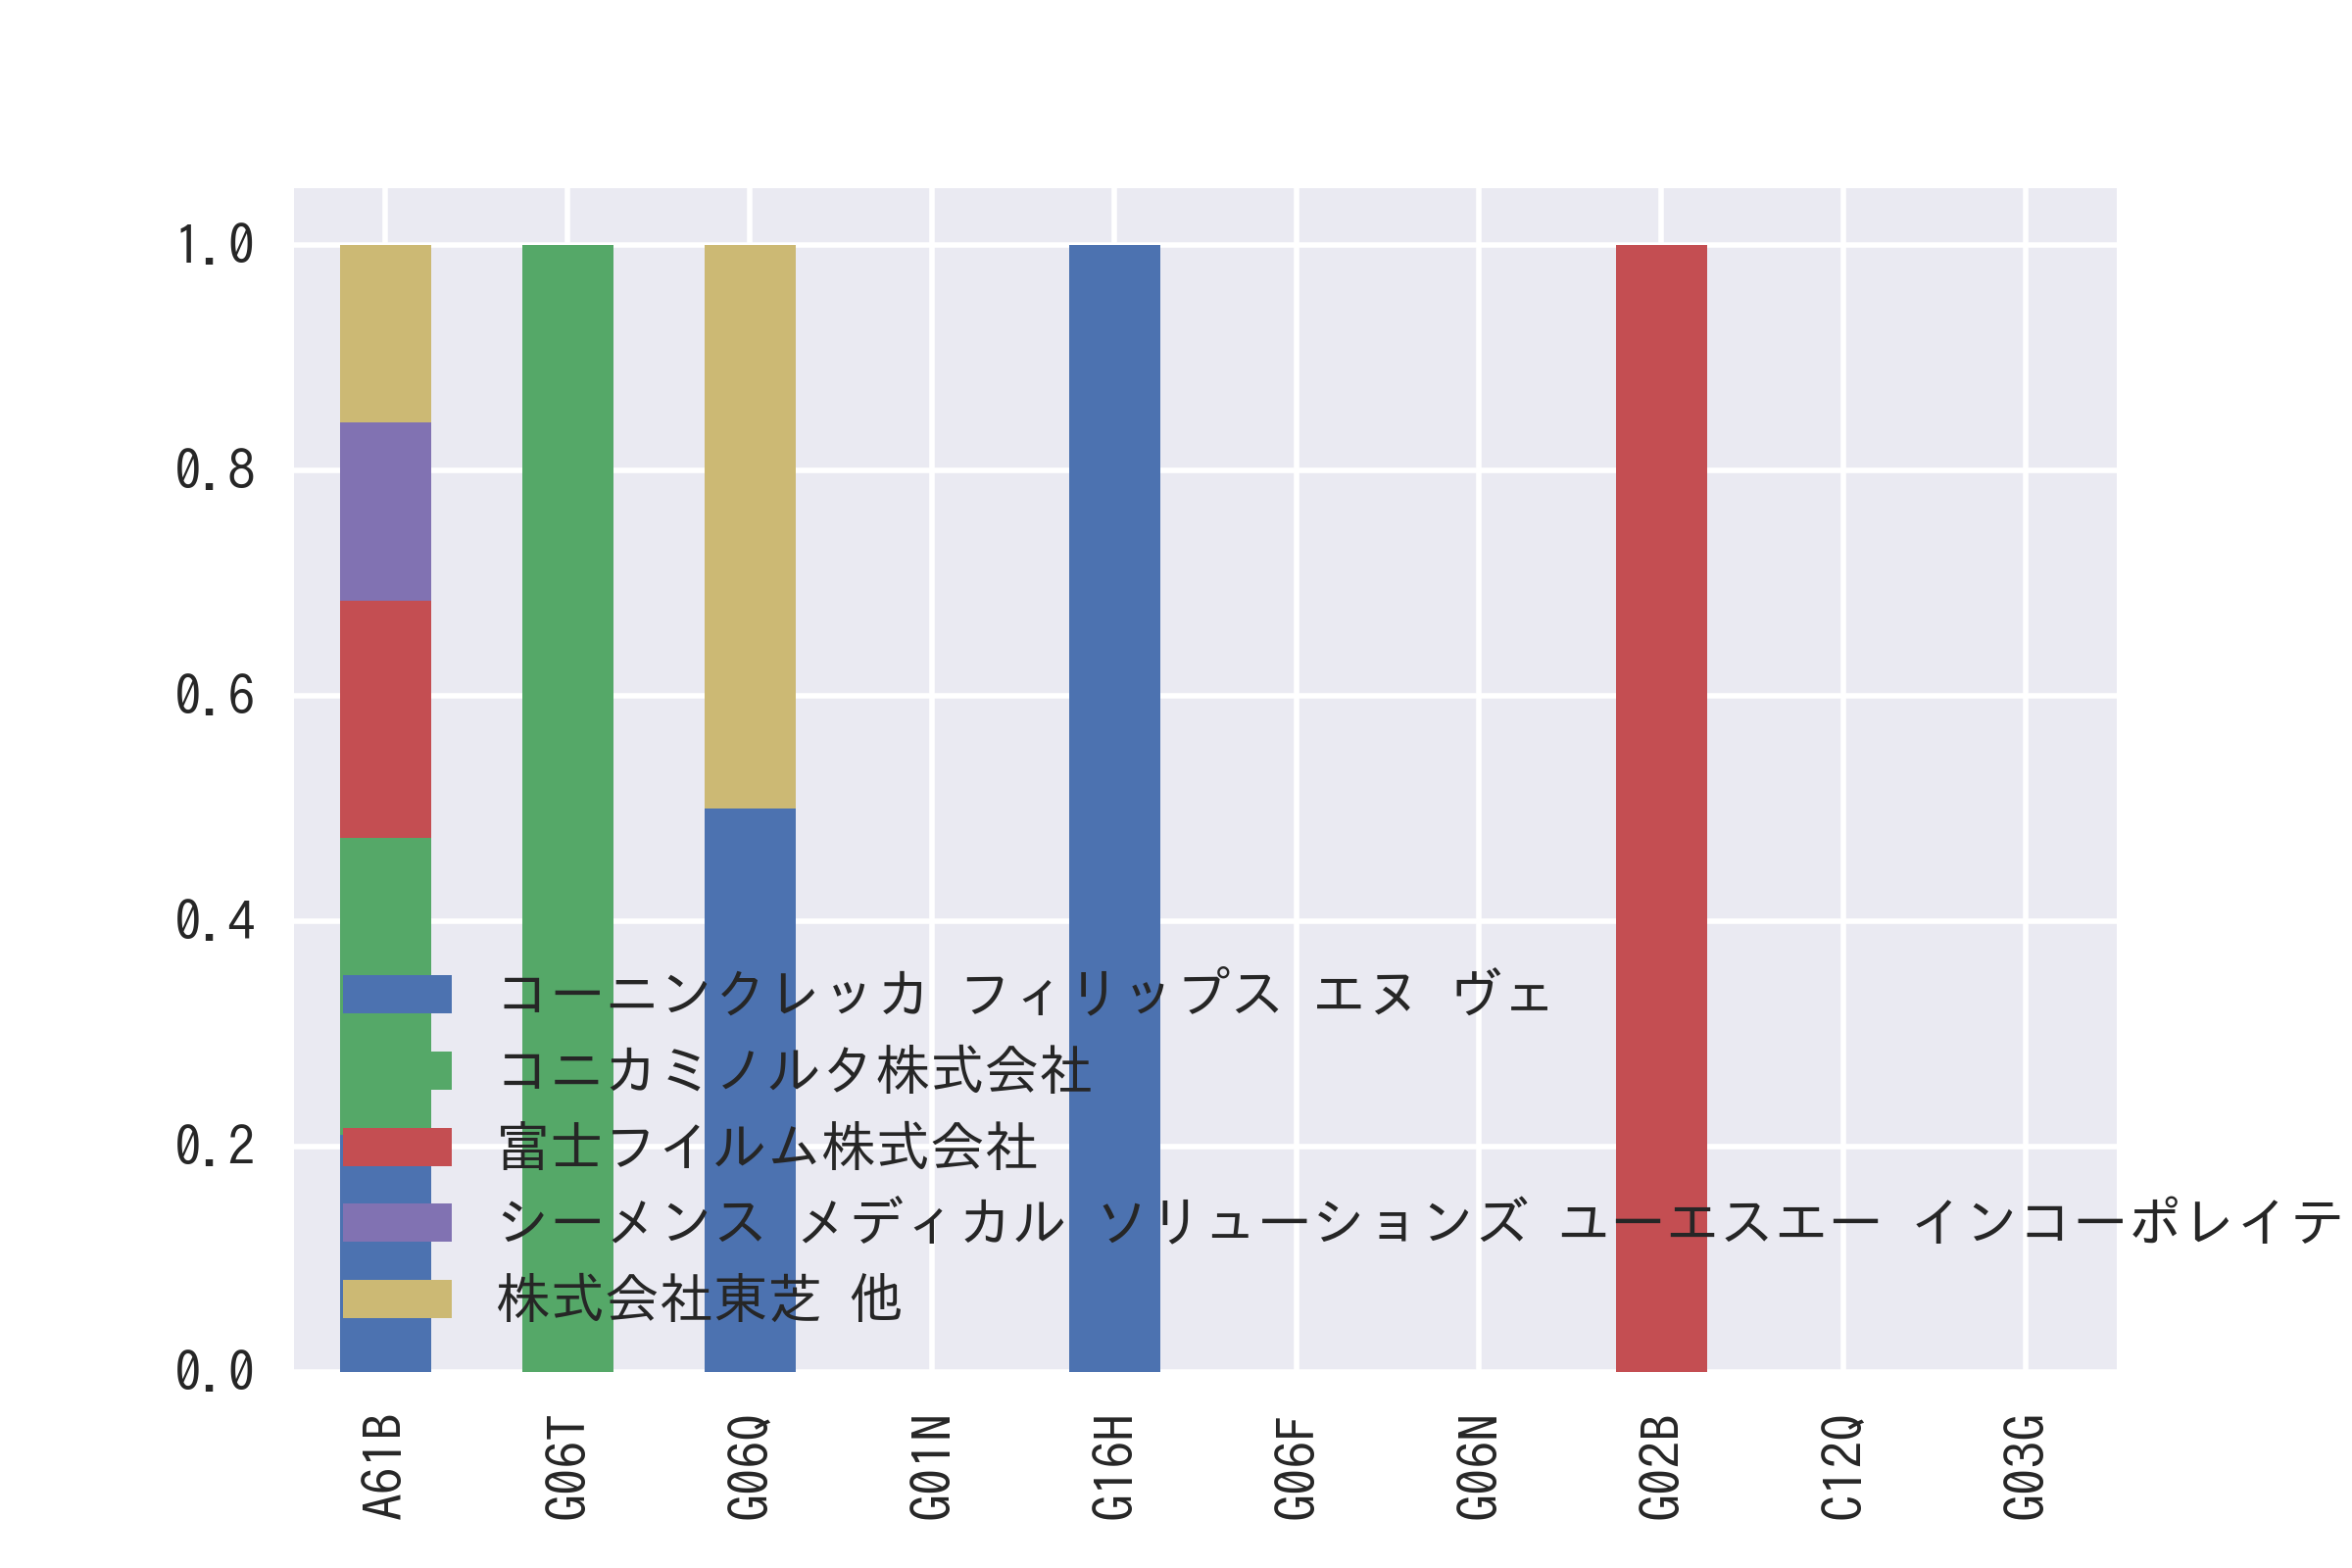 1.0
0.8
0.6
0.4
0.2
0.0
コーニンクレッカ フィリップス エヌ ヴェ
コニカミノルタ株式会社
富士フイルム株式会社
シーメンス メディカル ソリューションズ ユーエスエー インコーポレイテ
株式会社東芝 他
A61B
G06T
G06Q
G01N
G16H
G06F
G06N
G02B
C12Q
G03G